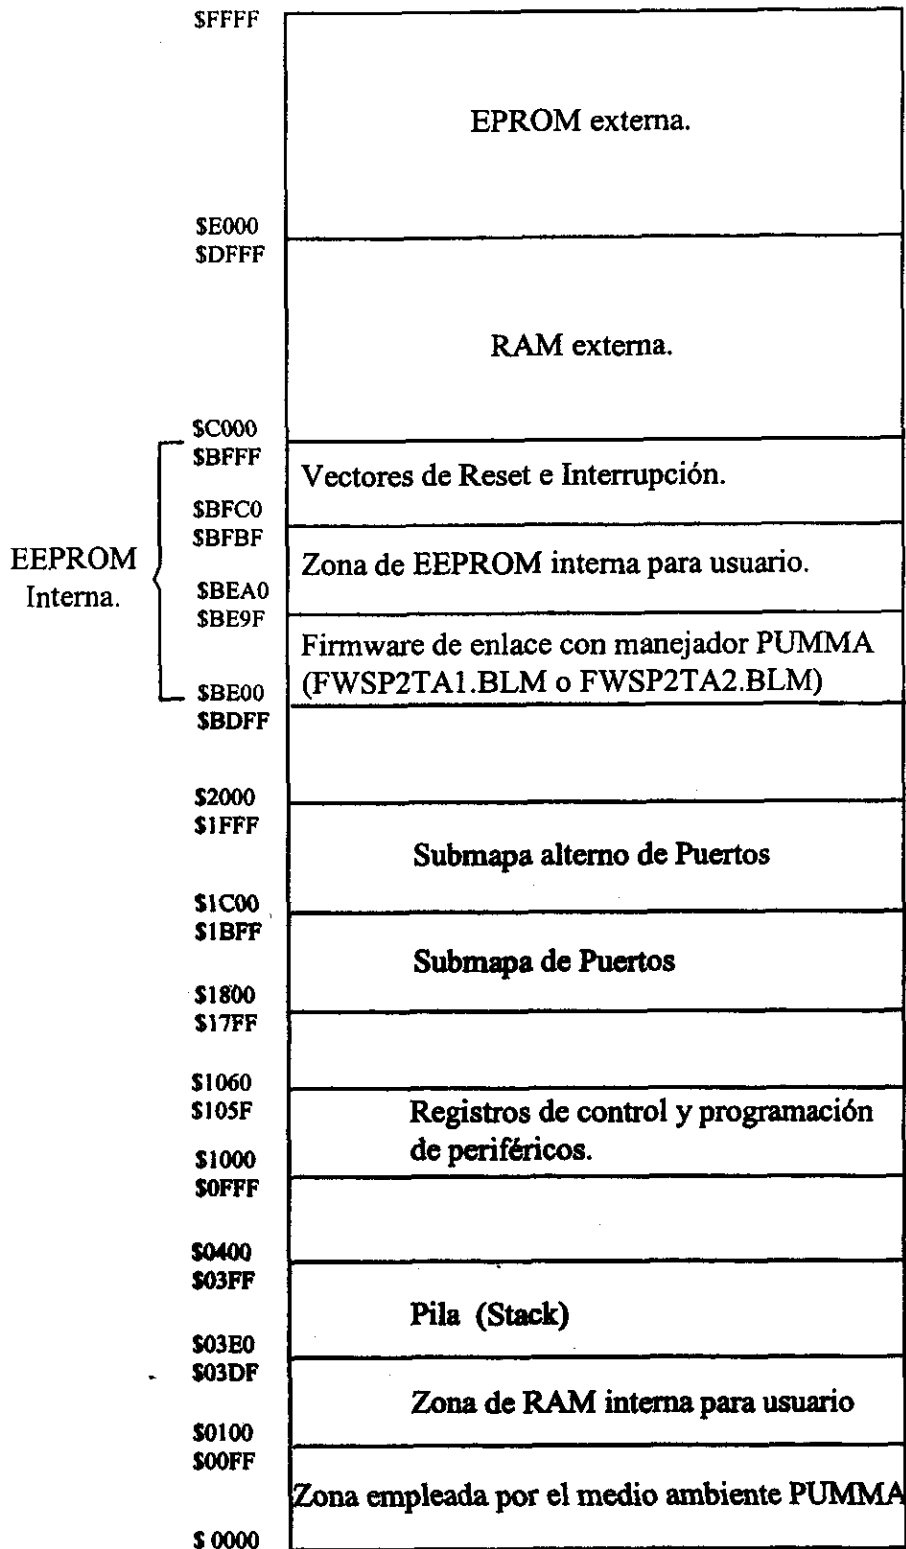 $FFFF
EPROM externa.
$E000
$DFFF
RAM externa.
$C000
$BFFF
Vectores de Reset e Interrupción.
$BFC0
$BFBF
EEPROM
Interna.
Zona de EEPROM interna para usuario.
$BEA0
$BE9F
Firmware de enlace con manejador PUMMA
(FWSP2TA1.BLM o FWSP2TA2.BLM)
$BE00
$BDFF
$2000
$1FFF
Submapa alterno de Puertos
$1C00
$1BFF
Submapa de Puertos
$1800
$17FF
$1060
$105F
Registros de control y programación
de periféricos.
$1000
$0FFF
$0400
$03FF
Pila (Stack)
$03E0
$03DF
Zona de RAM interna para usuario
$0100
$00FF
Zona empleada por el medio ambiente PUMMA
$ 0000